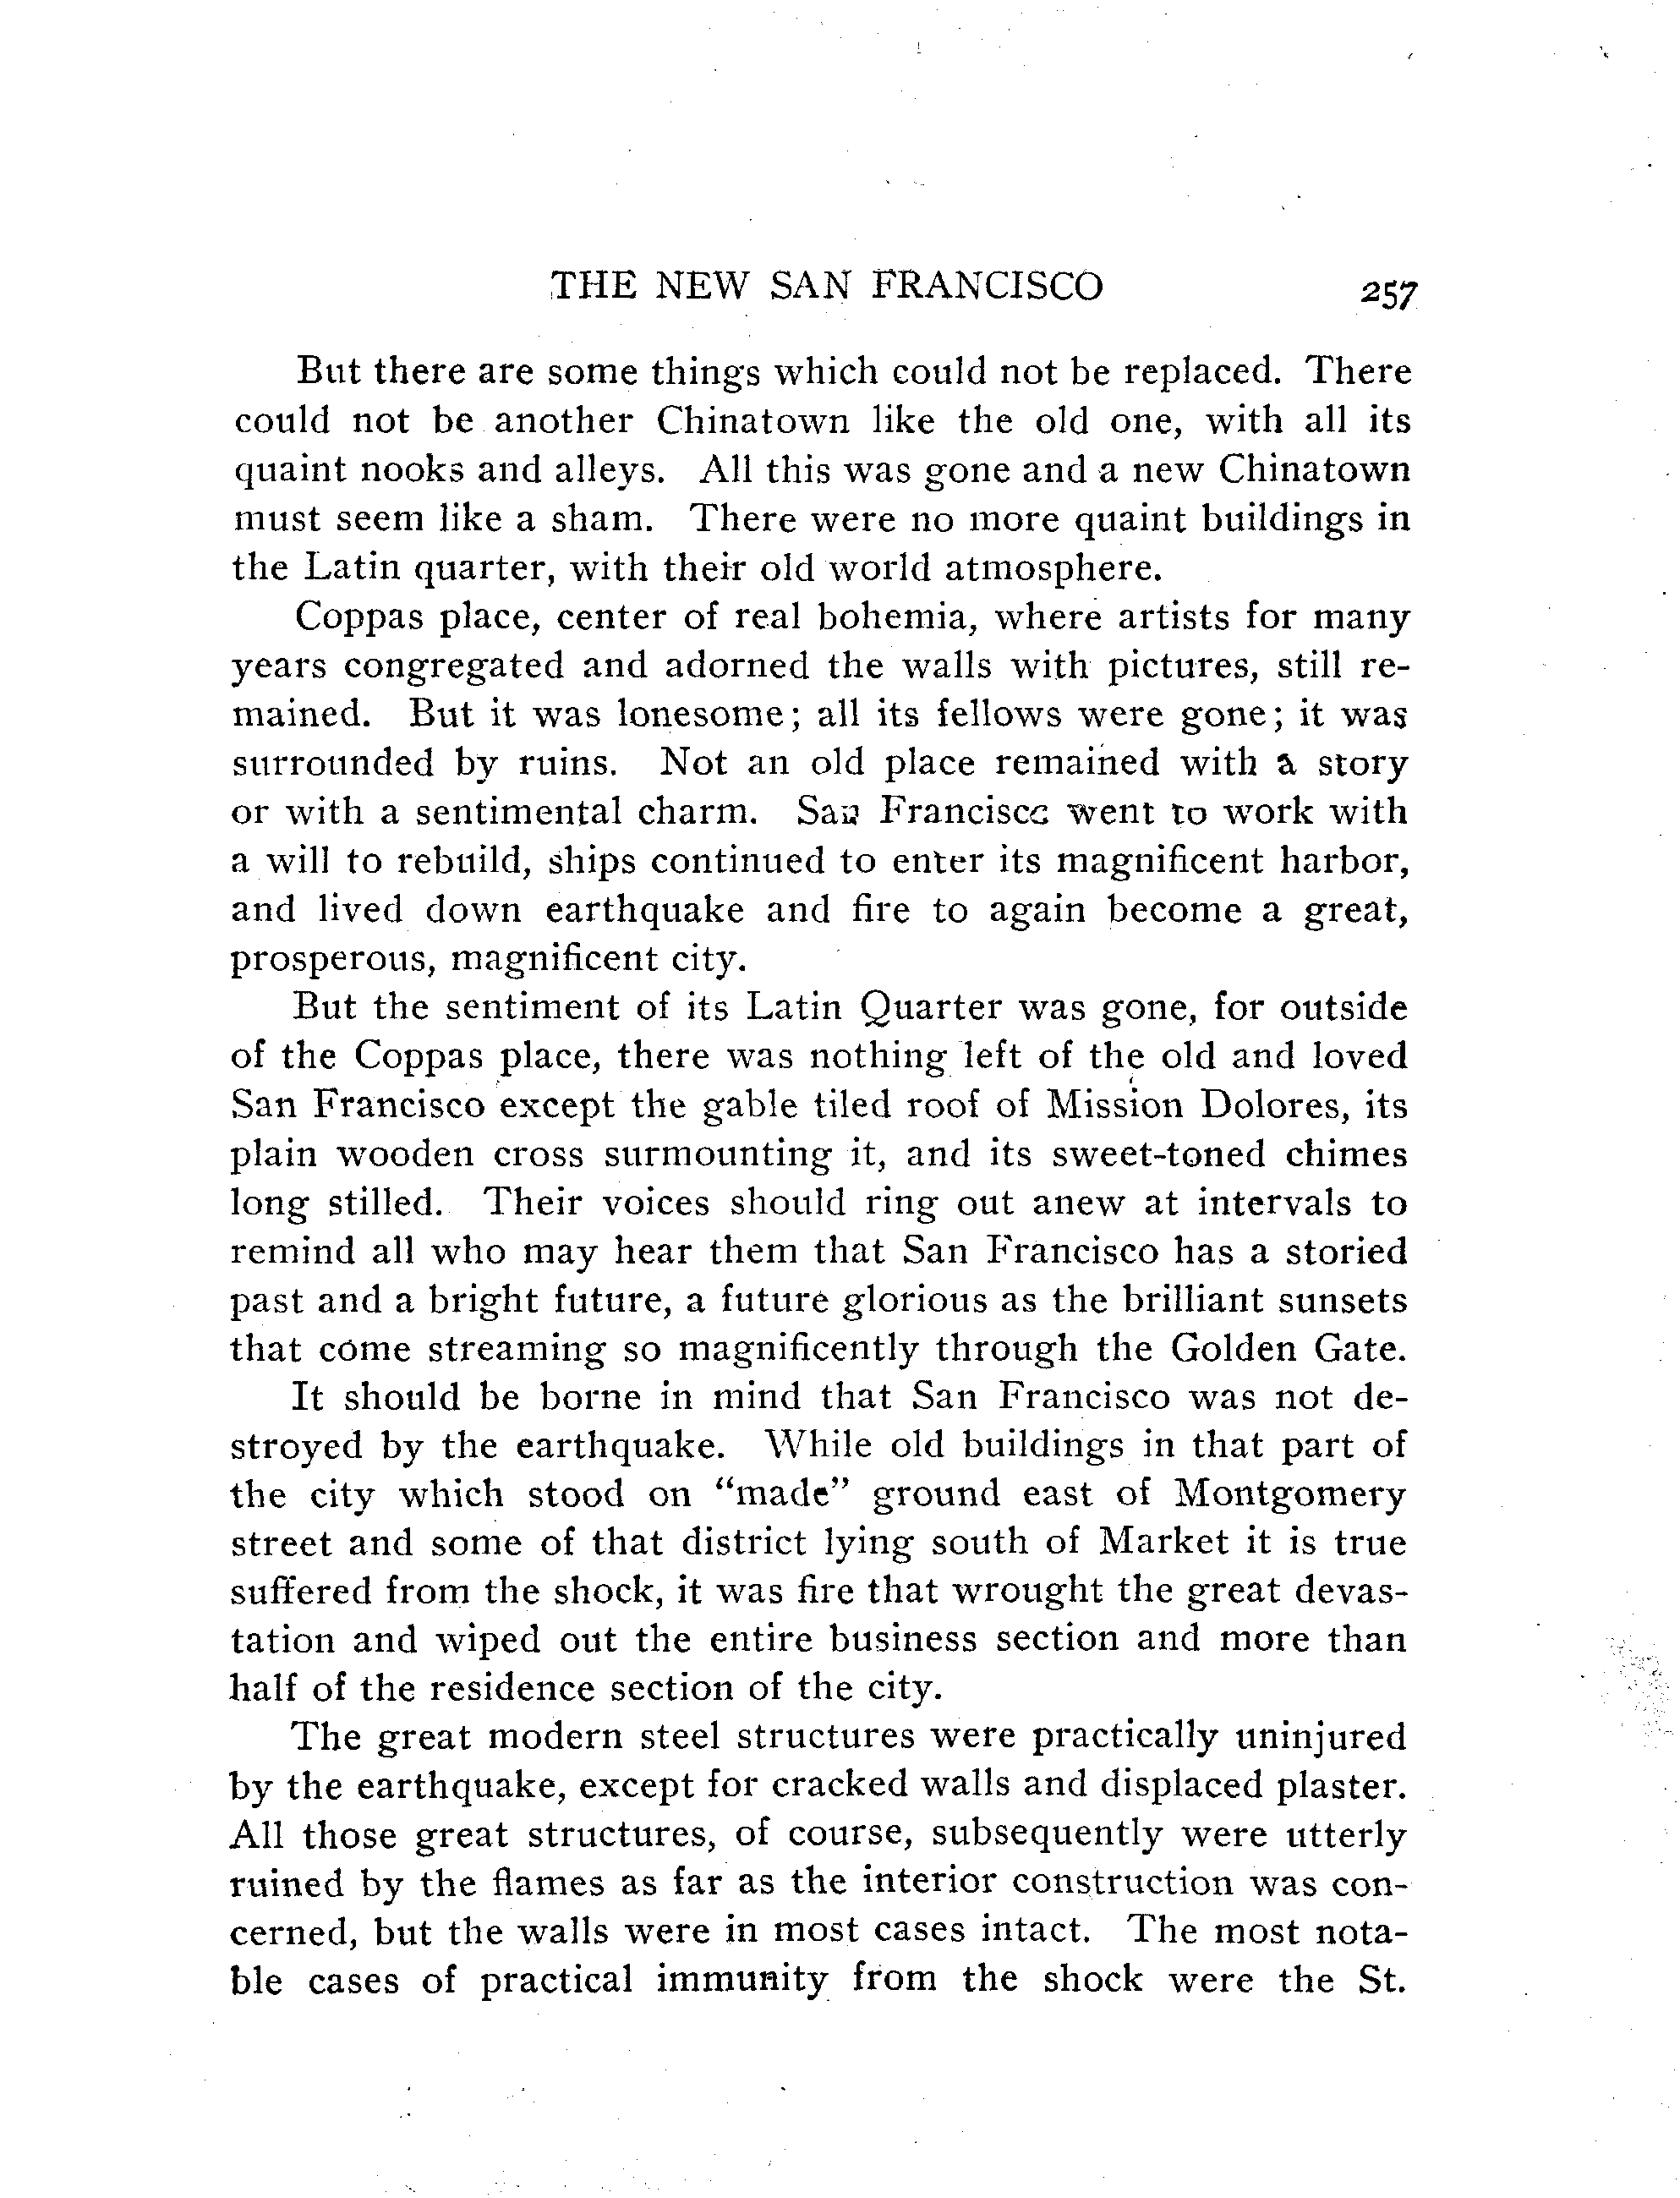 THE NEW SAN FRANCISCO 257
But there are some things which could not be replaced. There
could not be another Chinatown like the old one, with all its
quaint nooks and alleys. All this was gone and a new Chinatown
must seem like a sham. There were no more quaint buildings in
the Latin quarter, with their old world atmosphere.
Coppas place, center of real bohemia, where artists for many
years congregated and adorned the walls with pictures, still re-
mained. But it was lonesome; all its fellows were gone; it was
surrounded by ruins. Not an old place remained with a story
or with a sentimental charm. San Francisco went to work with
a will to rebuild, ships continued to enter its magnificent harbor,
and lived down earthquake and fire to again become a great,
prosperous, magnificent city.
But the sentiment of its Latin Quarter was gone, for outside
of the Coppas place, there was nothing left of the old and loved
San Francisco except the gable tiled roof of Mission Dolores, its
plain wooden cross surmounting it, and its sweet-toned chimes
long stilled. Their voices should ring out anew at intervals to
remind all who may hear them that San Francisco has a storied
past and a bright future, a future glorious as the brilliant sunsets
that come streaming so magnificently through the Golden Gate.
It should be borne in mind that San Francisco was not de-
stroyed by the earthquake. While old buildings in that part of
the city which stood on "made" ground east of Montgomery
street and some of that district lying south of Market it is true
suffered from the shock, it was fire that wrought the great devas-
tation and wiped out the entire business section and more than
half of the residence section of the city.
The great modern steel structures were practically uninjured
by the earthquake, except for cracked walls and displaced plaster.
All those great structures, of course, subsequently were utterly
ruined by the flames as far as the interior construction was con-
cerned, but the walls were in most cases intact. The most nota-
ble cases of practical immunity from the shock were the St.